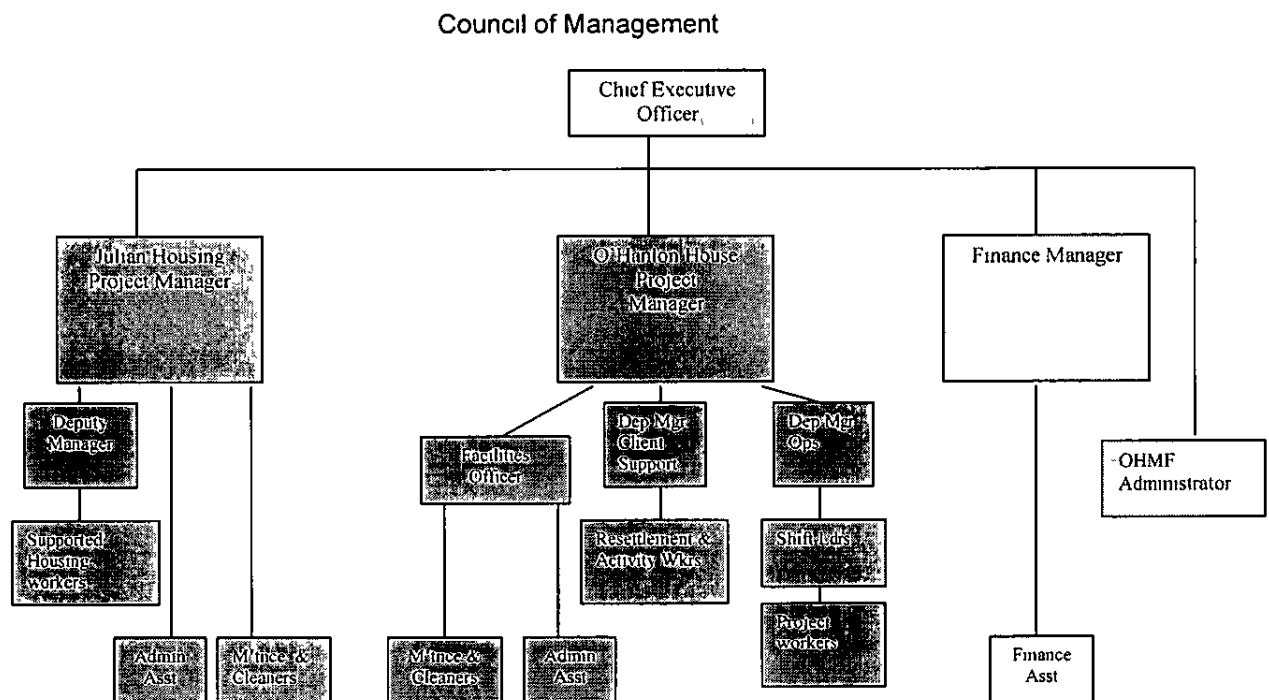 Council of Management
Chief Executive
Officer
Julian Housing
Project Manager
O'Hanlon House
Project
Manager
Finance Manager
Deputy
Manager
Facilities
Officer
Dep Mgr
Client
Support
Dep Mgr
Ops
OHMF
Administrator
Supported
Housing
workers
Resettlement &
Activity Wkrs
Shift Ldrs
Project
workers
Admin
Asst
M'tnce &
Cleaners
M'tnce &
Cleaners
Admin
Asst
Finance
Asst